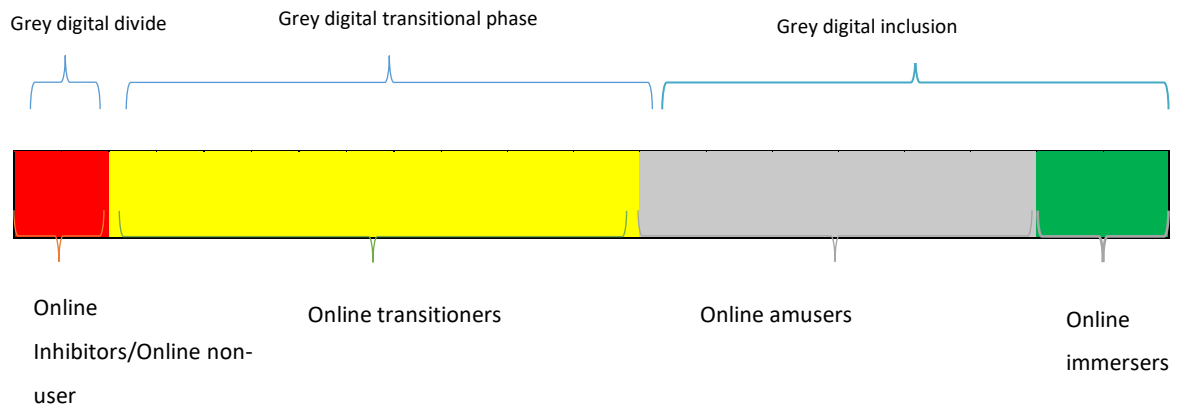 Grey digital divide
Grey digital transitional phase
Grey digital inclusion
Online
Inhibitors/Online non-
user
Online transitioners
Online amusers
Online
immersers